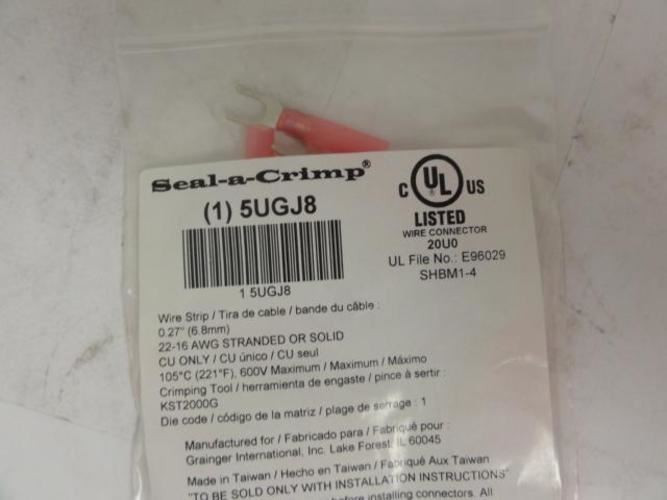 Seal-a-Crimp®
(1) 5UGJ8
1 5UGJ8
C UL US
LISTED
WIRE CONNECTOR
20U0
UL File No.: E96029
SHBM1-4
Wire Strip / Tira de cable / bande du câble :
0.27" (6.8mm)
22-16 AWG STRANDED OR SOLID
CU ONLY / CU único / CU seul
105°C (221°F), 600V Maximum / Maximum / Máximo
Crimping Tool / herramienta de engaste / pince à sertir :
KST2000G
Die code / código de la matriz / plage de serrage : 1
Manufactured for / Fabricado para / Fabriqué pour :
Grainger International, Inc. Lake Forest, IL 60045
Made in Taiwan / Hecho en Taiwan / Fabriqué Aux Taiwan
"TO BE SOLD ONLY WITH INSTALLATION INSTRUCTIONS"
before installing connectors. All